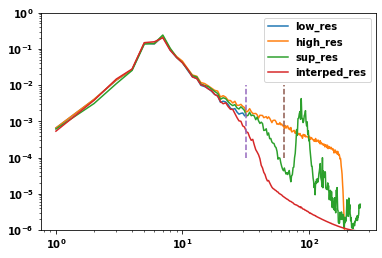 10⁰
10⁻¹
10⁻²
10⁻³
10⁻⁴
10⁻⁵
10⁻⁶
10⁰ 10¹ 10²
low_res
high_res
sup_res
interped_res